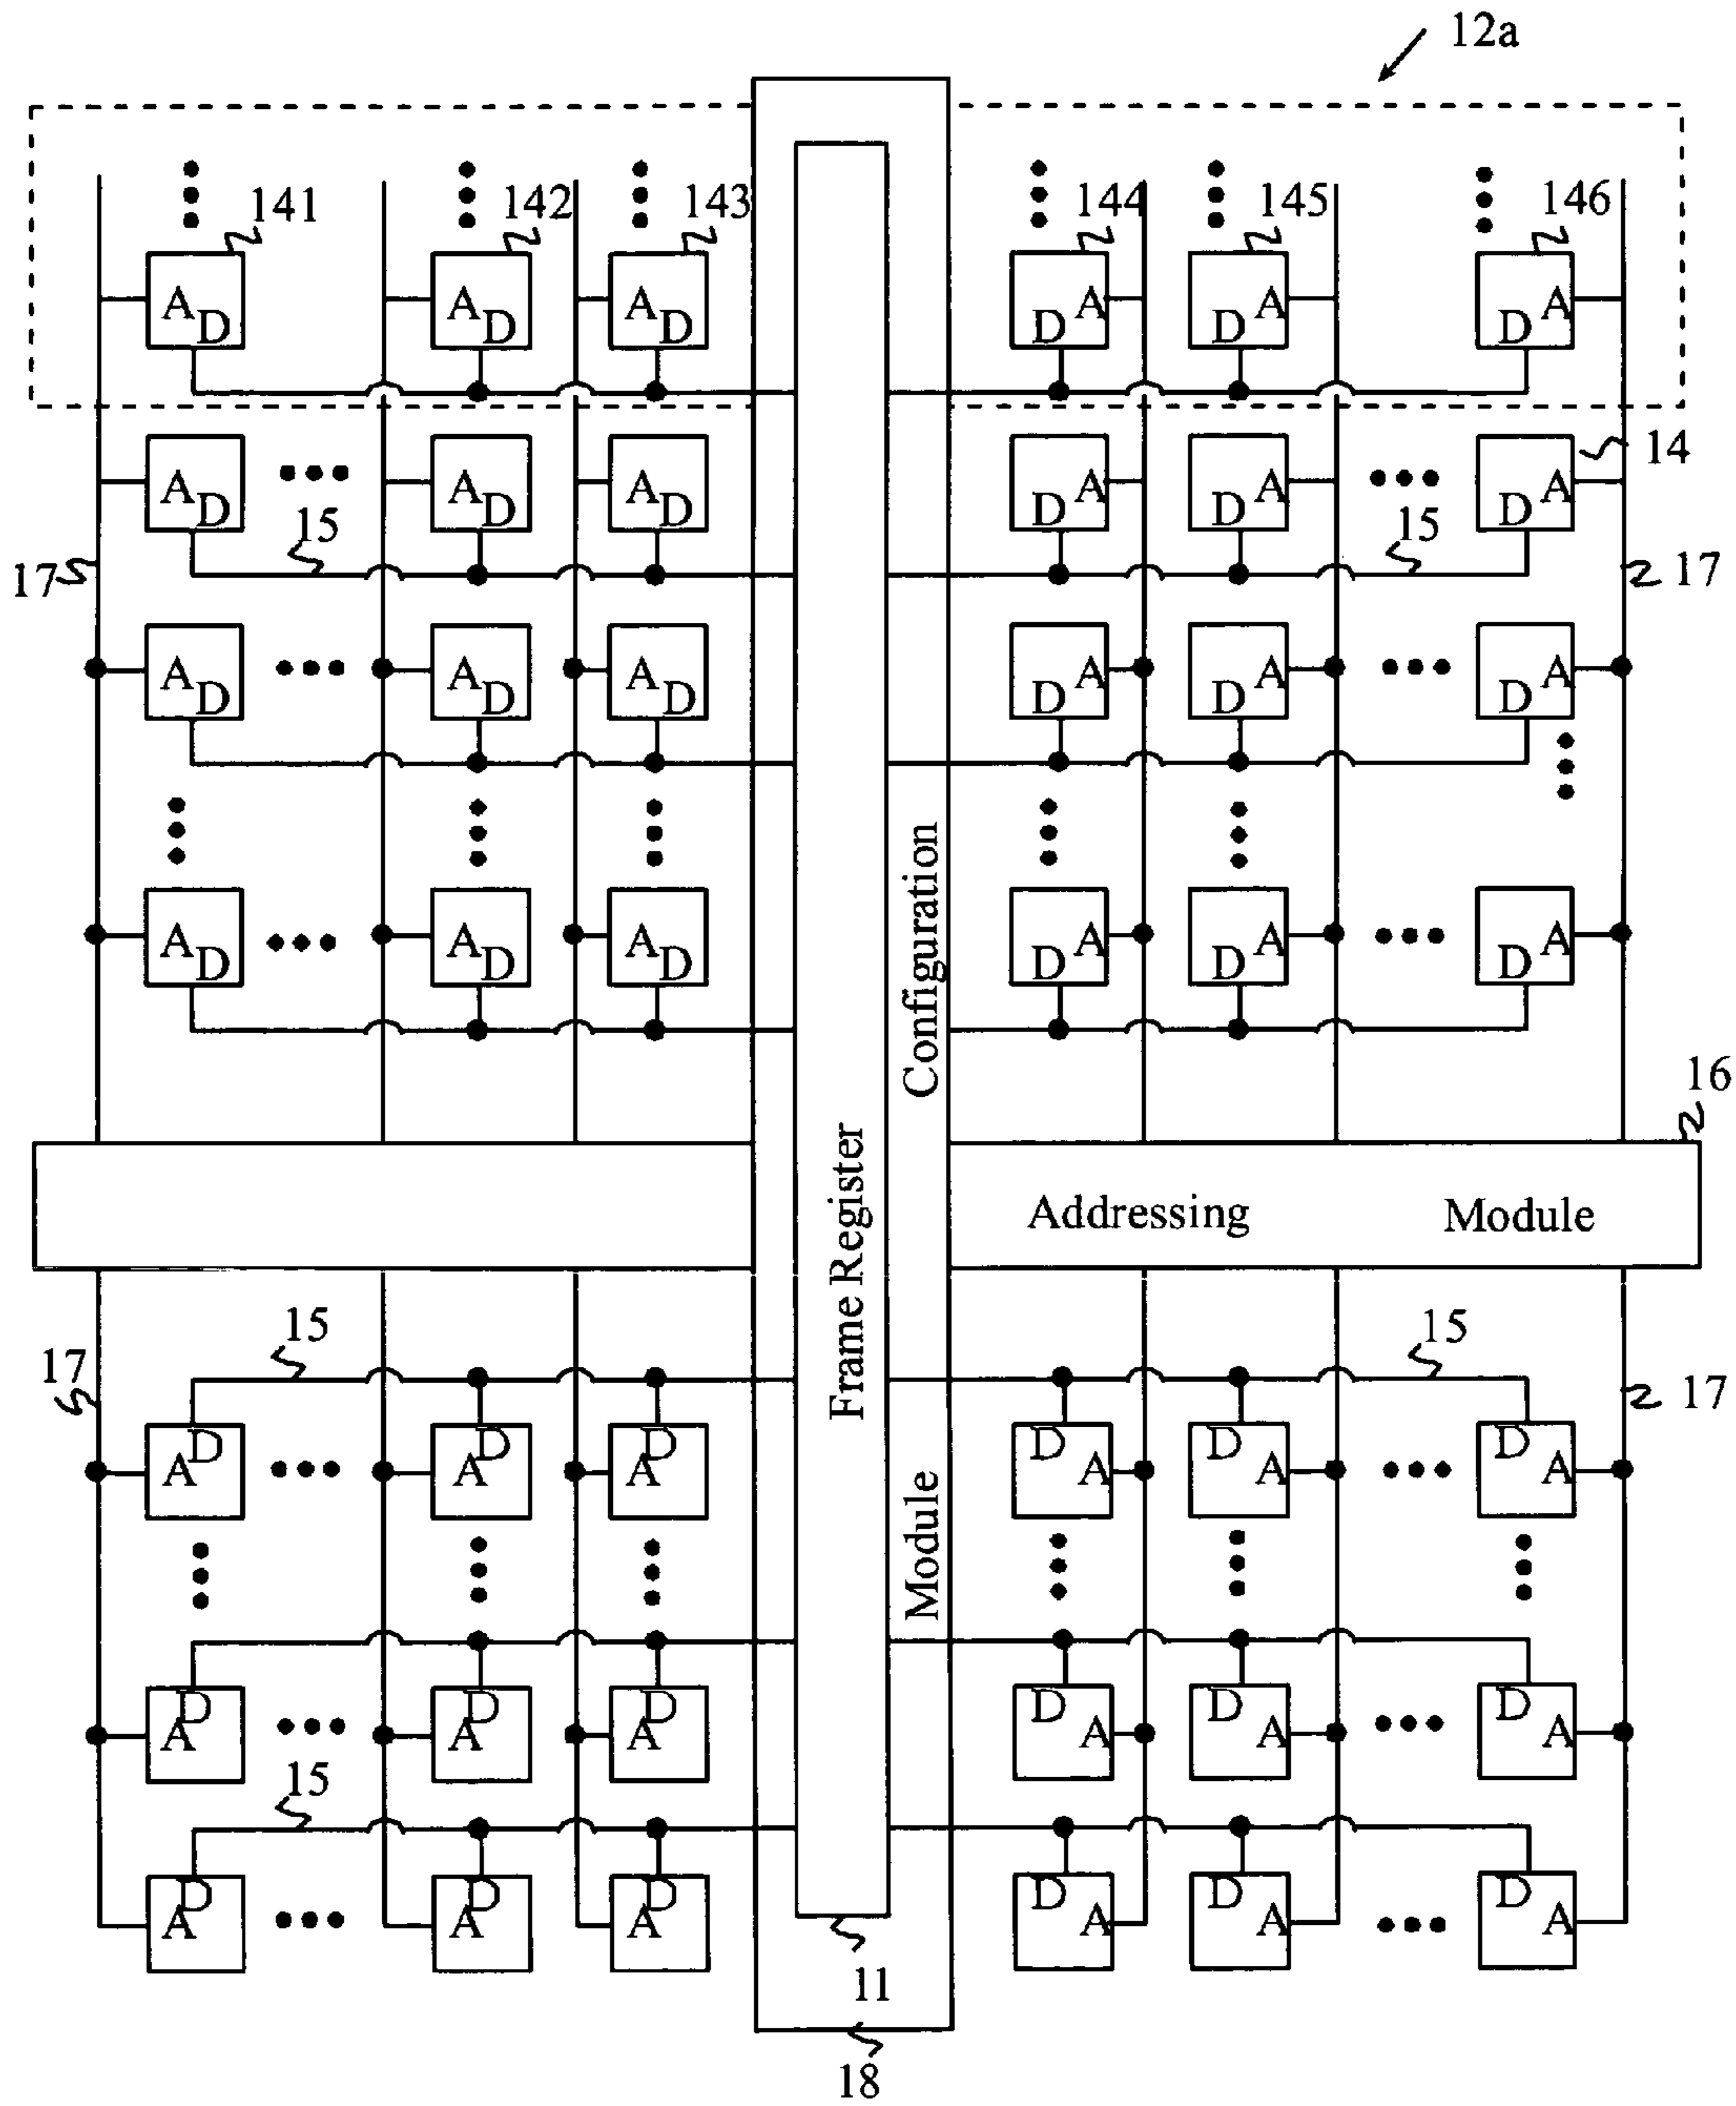 12a
141 142 143 144 145 146
A D A D A D D A D A D A
14
A D A D A D D A D A D A
15 15
17 17
A D A D A D D A D A D A
A D A D A D D A D A D A
Configuration
Module
Frame Register
16
Addressing Module
15 15
17 17
D A D A D A D A D A D A
D A D A D A D A D A D A
15
D A D A D A D A D A D A
11
18